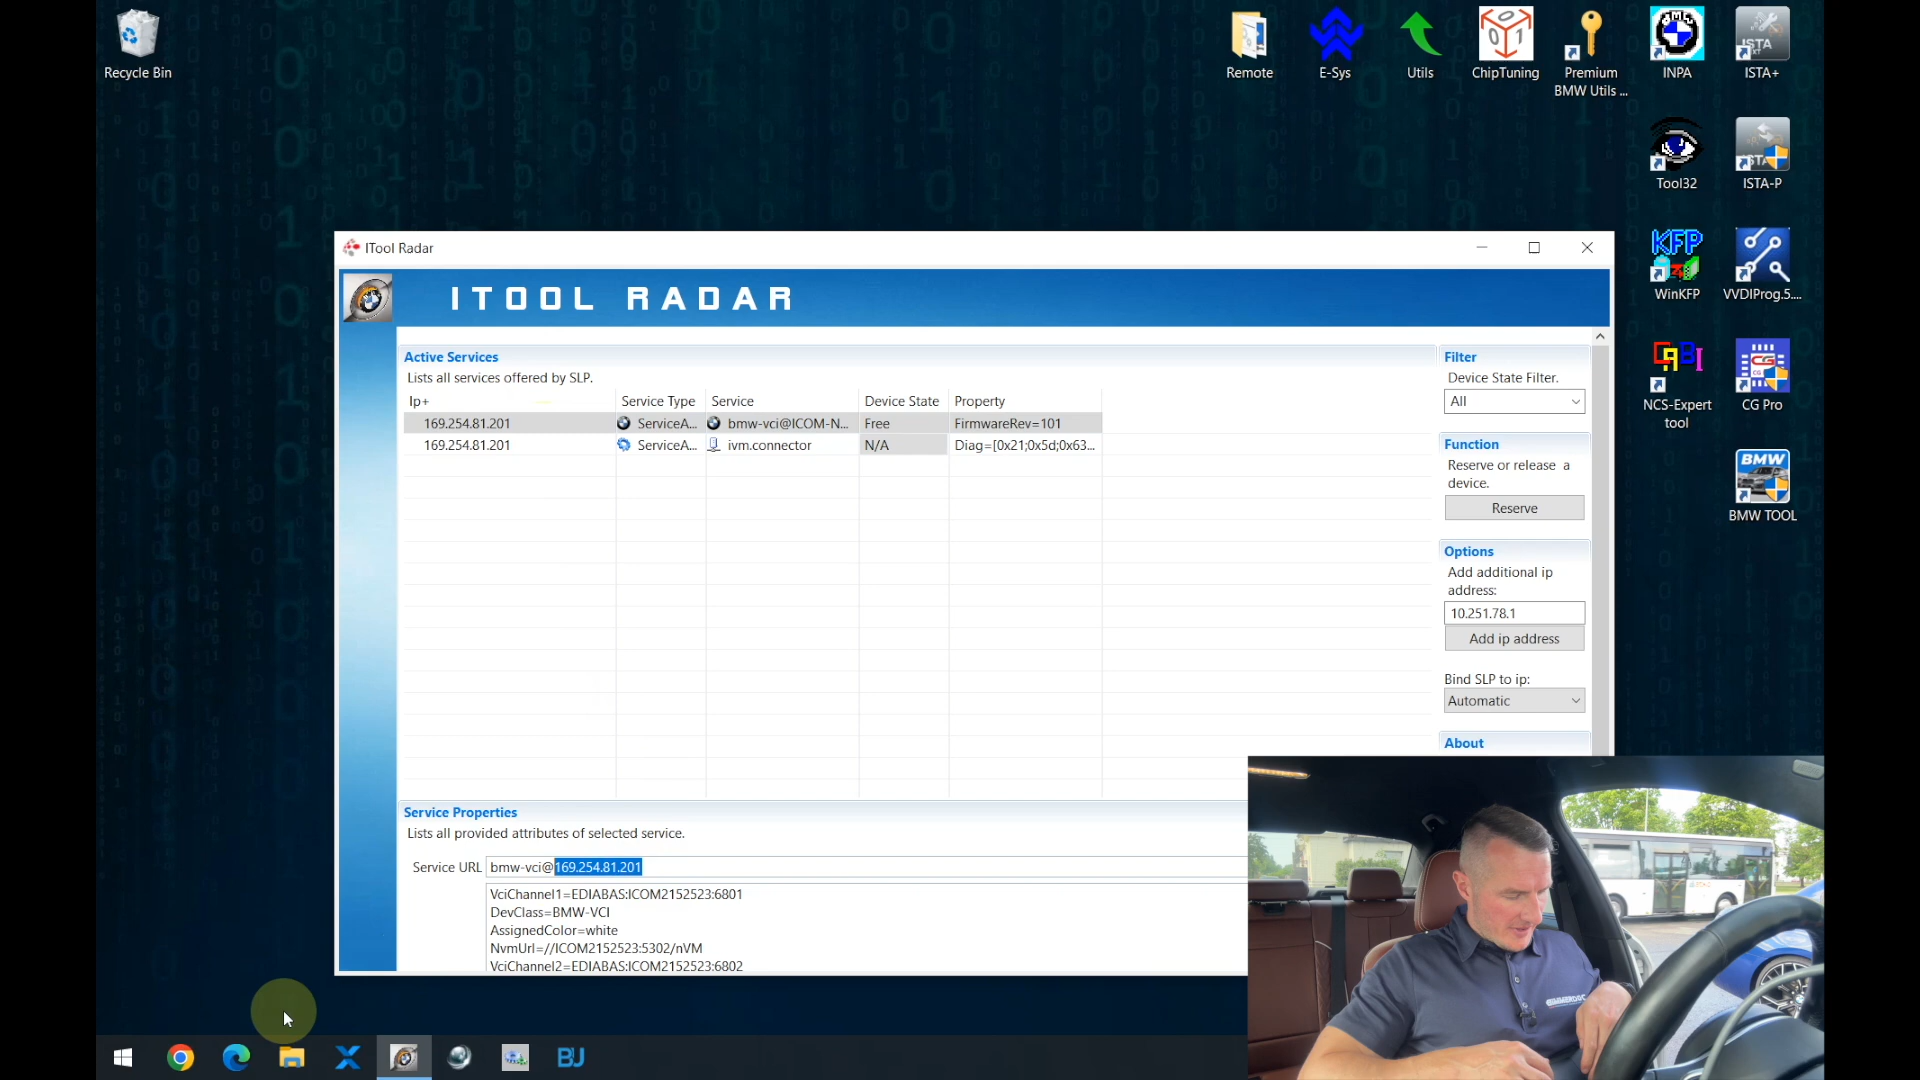 Recycle Bin
Remote
E-Sys
Utils
ChipTuning
Premium
BMW Utils ...
INPA
ISTA+
Tool32
ISTA-P
WinKFP
VVDIProg.5....
NCS-Expert
tool
CG Pro
BMW
BMW TOOL
ITool Radar
ITOOL RADAR
Active Services
Lists all services offered by SLP.
Ip+ Service Type Service Device State Property
169.254.81.201 ServiceA... bmw-vci@ICOM-N... Free FirmwareRev=101
169.254.81.201 ServiceA... ivm.connector N/A Diag=[0x21;0x5d;0x63...
Filter
Device State Filter.
All
Function
Reserve or release a
device.
Reserve
Options
Add additional ip
address:
10.251.78.1
Add ip address
Bind SLP to ip:
Automatic
About
Service Properties
Lists all provided attributes of selected service.
Service URL bmw-vci@169.254.81.201
VciChannel1=EDIABAS:ICOM2152523:6801
DevClass=BMW-VCI
AssignedColor=white
NvmUrl=//ICOM2152523:5302/nVM
VciChannel2=EDIABAS:ICOM2152523:6802